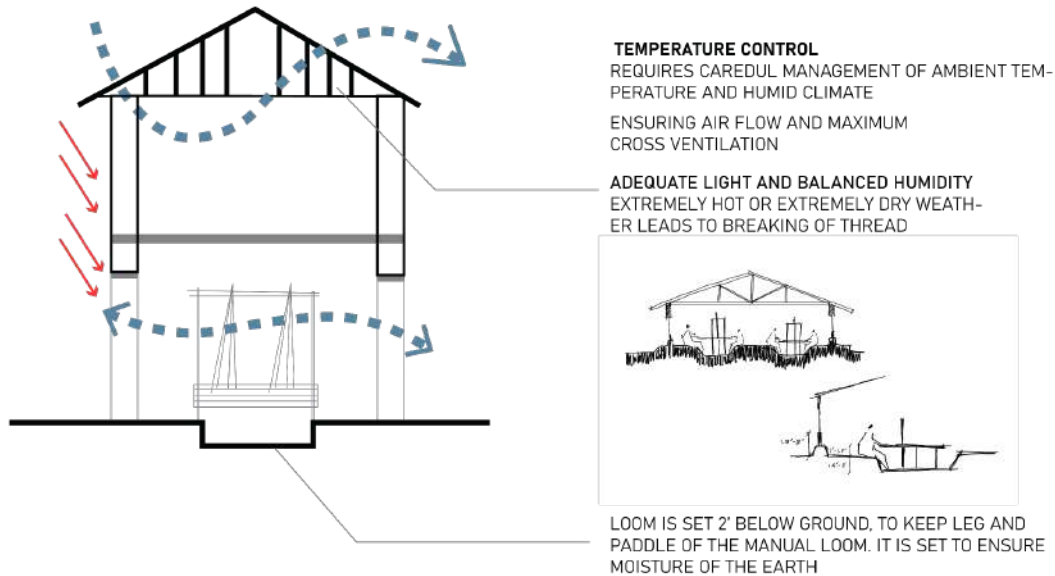 TEMPERATURE CONTROL
REQUIRES CAREDUL MANAGEMENT OF AMBIENT TEM-
PERATURE AND HUMID CLIMATE
ENSURING AIR FLOW AND MAXIMUM
CROSS VENTILATION
ADEQUATE LIGHT AND BALANCED HUMIDITY
EXTREMELY HOT OR EXTREMELY DRY WEATH-
ER LEADS TO BREAKING OF THREAD
LOOM IS SET 2' BELOW GROUND, TO KEEP LEG AND
PADDLE OF THE MANUAL LOOM. IT IS SET TO ENSURE
MOISTURE OF THE EARTH